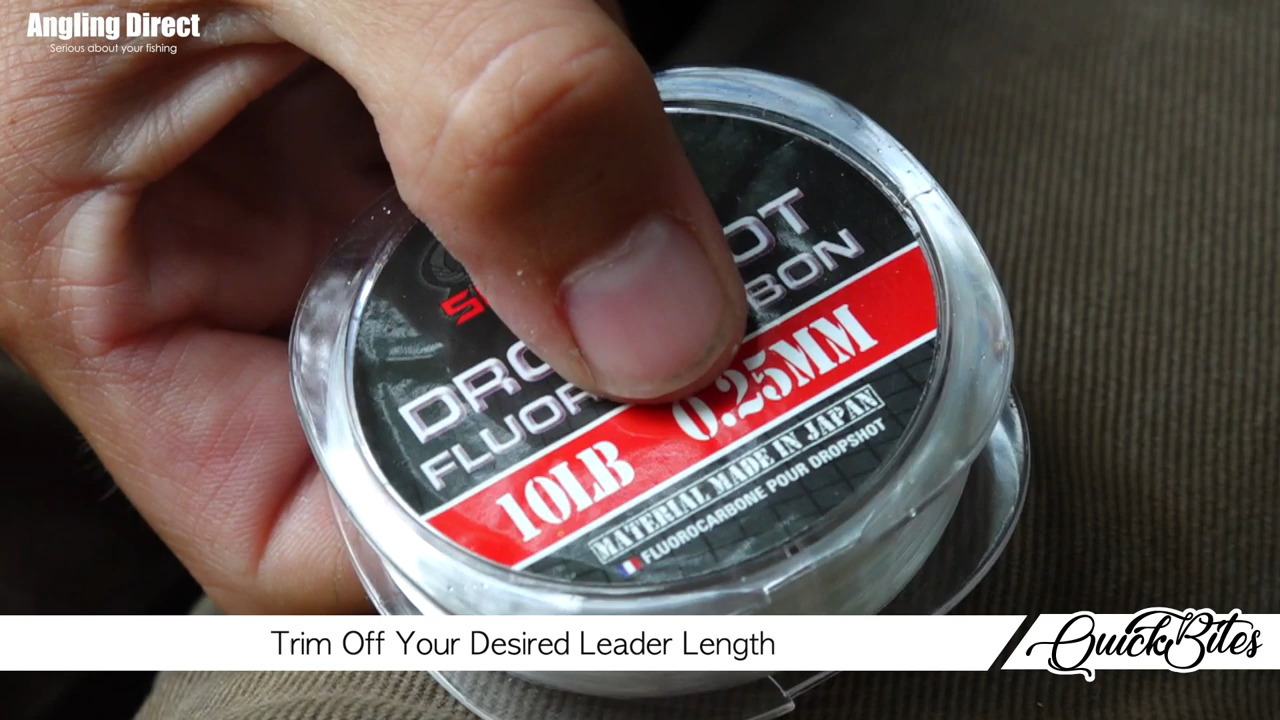 Angling Direct
Serious about your fishing
10LB 0.25MM
MATERIAL MADE IN JAPAN
FLUOROCARBONE POUR DROPSHOT
Trim Off Your Desired Leader Length
QuickBites